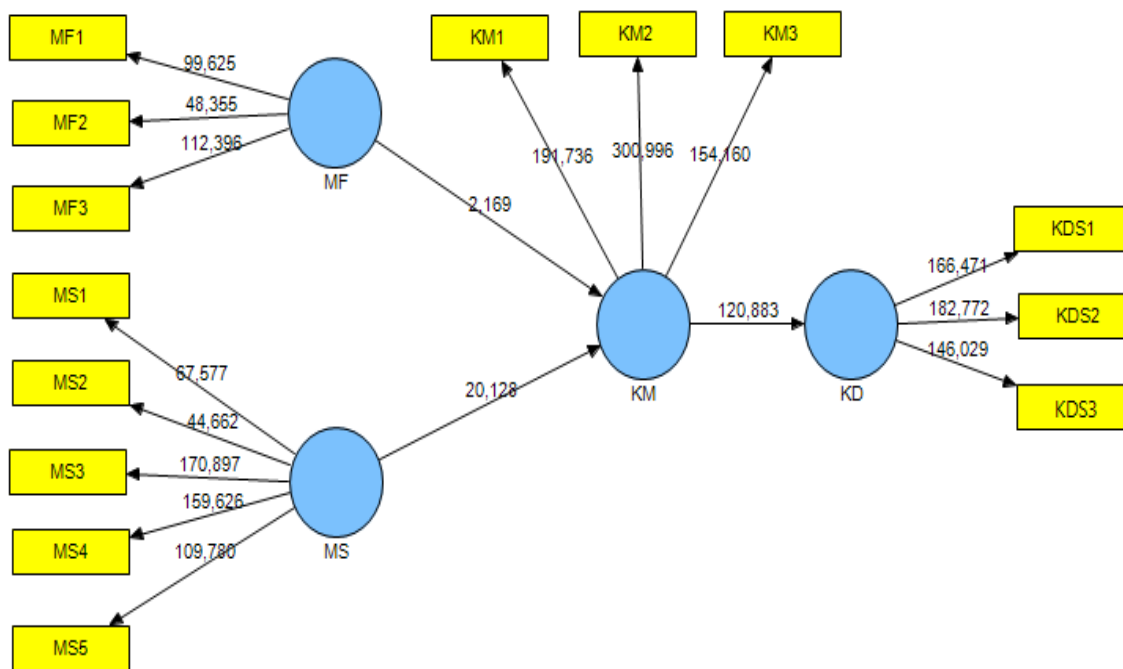 MF1
99,625
MF2
48,355
MF3
112,396
MF
2,169
KM1
KM2
KM3
191,736
300,996
154,160
KM
120,883
KD
KDS1
166,471
KDS2
182,772
KDS3
146,029
MS1
67,577
MS2
44,662
MS3
170,897
MS4
159,626
MS5
109,780
MS
20,128